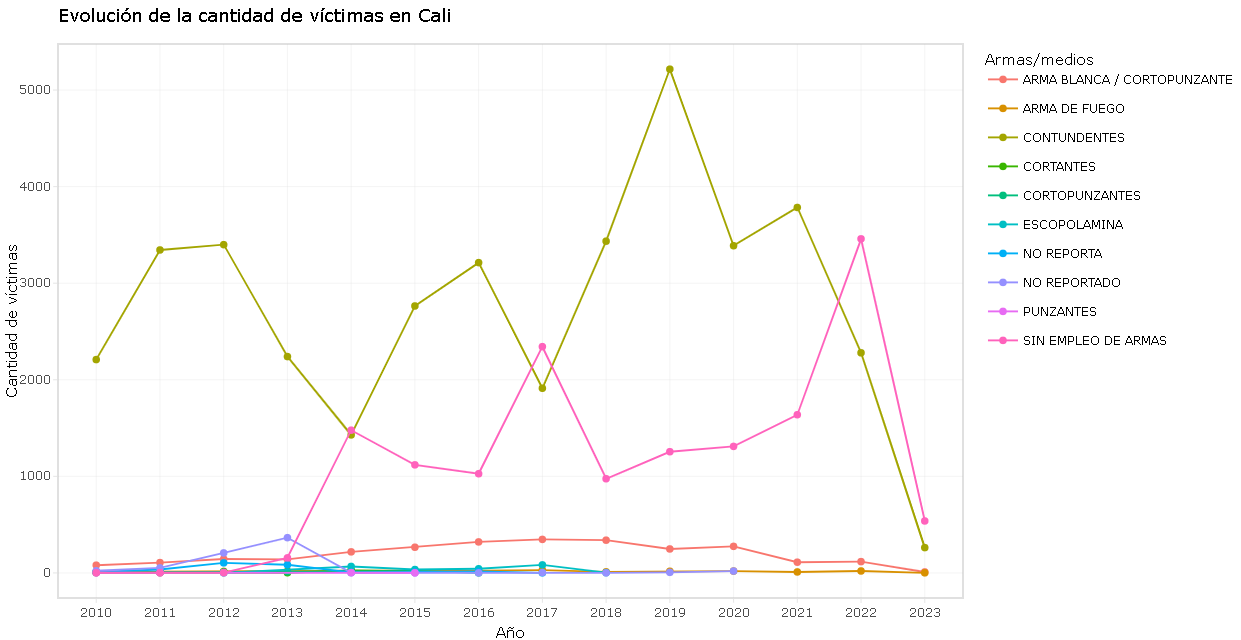 Evolución de la cantidad de víctimas en Cali
Cantidad de víctimas
5000
4000
3000
2000
1000
0
2010 2011 2012 2013 2014 2015 2016 2017 2018 2019 2020 2021 2022 2023
Año
Armas/medios
ARMA BLANCA / CORTOPUNZANTE
ARMA DE FUEGO
CONTUNDENTES
CORTANTES
CORTOPUNZANTES
ESCOPOLAMINA
NO REPORTA
NO REPORTADO
PUNZANTES
SIN EMPLEO DE ARMAS